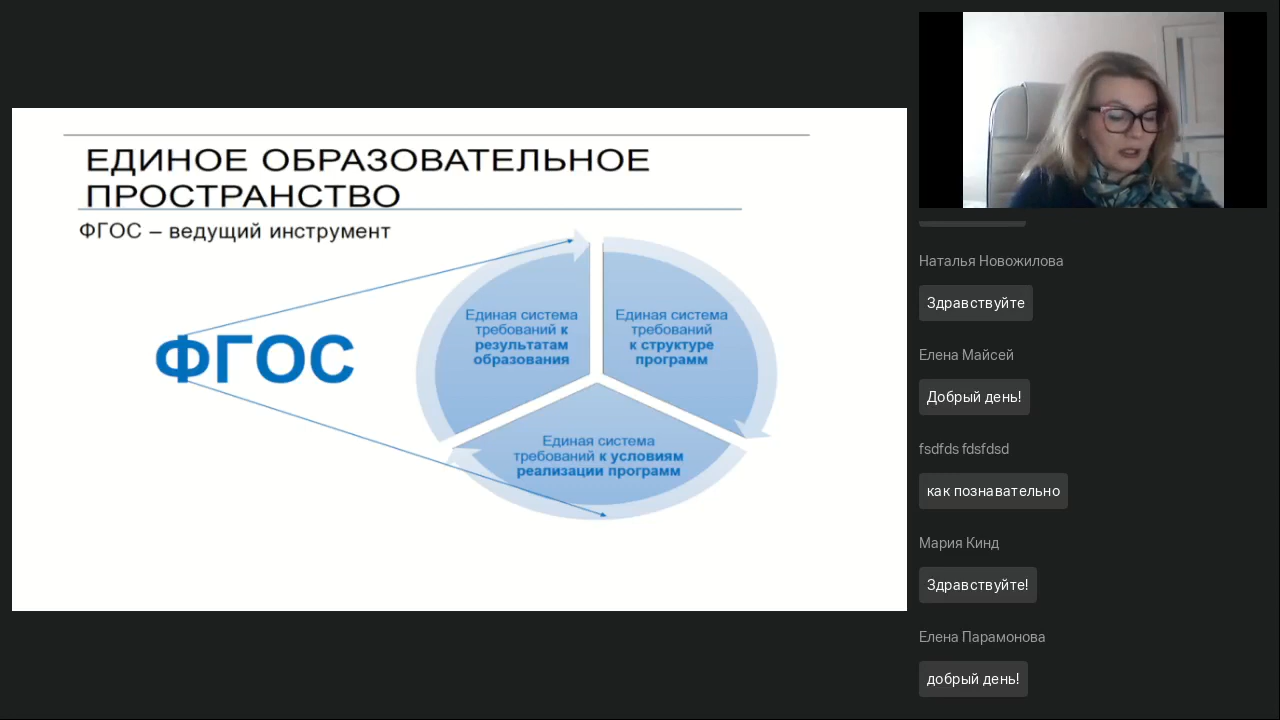 ЕДИНОЕ ОБРАЗОВАТЕЛЬНОЕ
ПРОСТРАНСТВО
ФГОС – ведущий инструмент
ФГОС
Единая система
требований к
результатам
образования
Единая система
требований
к структуре
программ
Единая система
требований к условиям
реализации программ
Наталья Новожилова
Здравствуйте
Елена Майсей
Добрый день!
fsdfds fdsfdsd
как познавательно
Мария Кинд
Здравствуйте!
Елена Парамонова
добрый день!